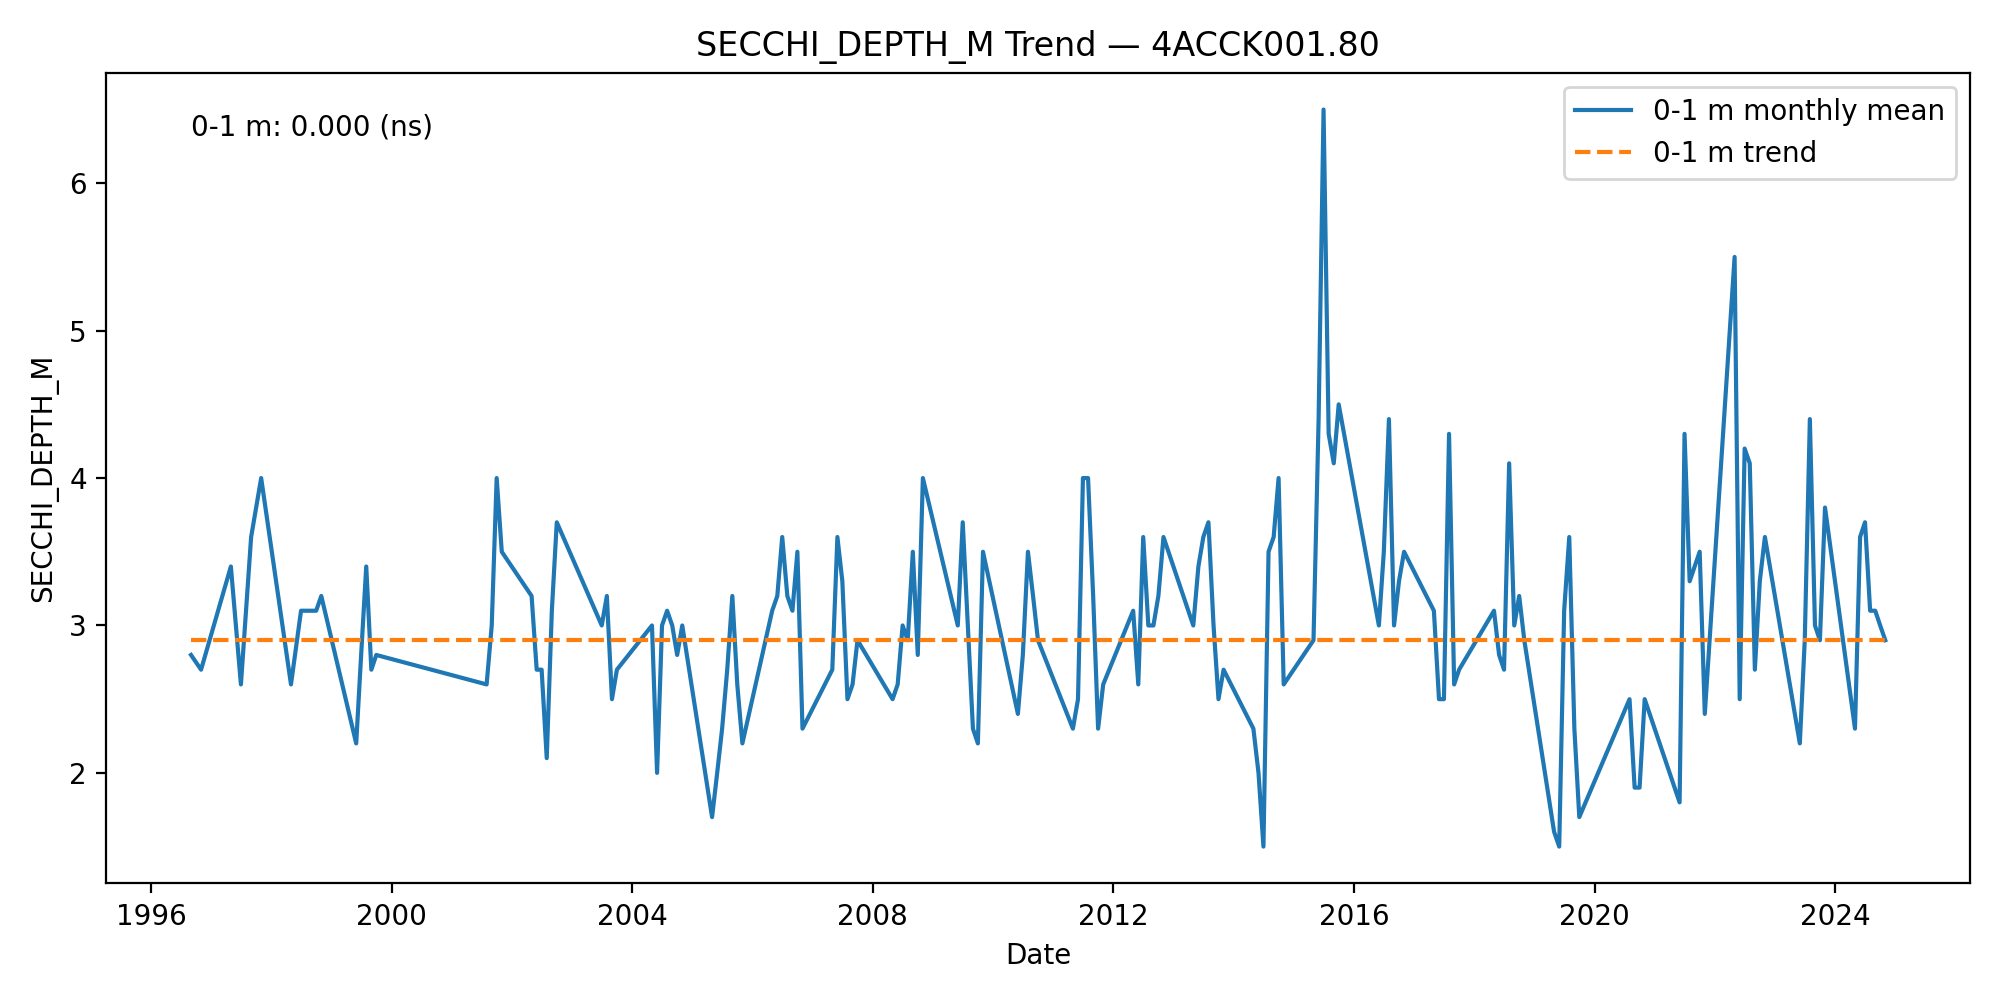 SECCHI_DEPTH_M Trend — 4ACCK001.80
0-1 m: 0.000 (ns)
0-1 m monthly mean
0-1 m trend
SECCHI_DEPTH_M
6
5
4
3
2
1996 2000 2004 2008 2012 2016 2020 2024
Date